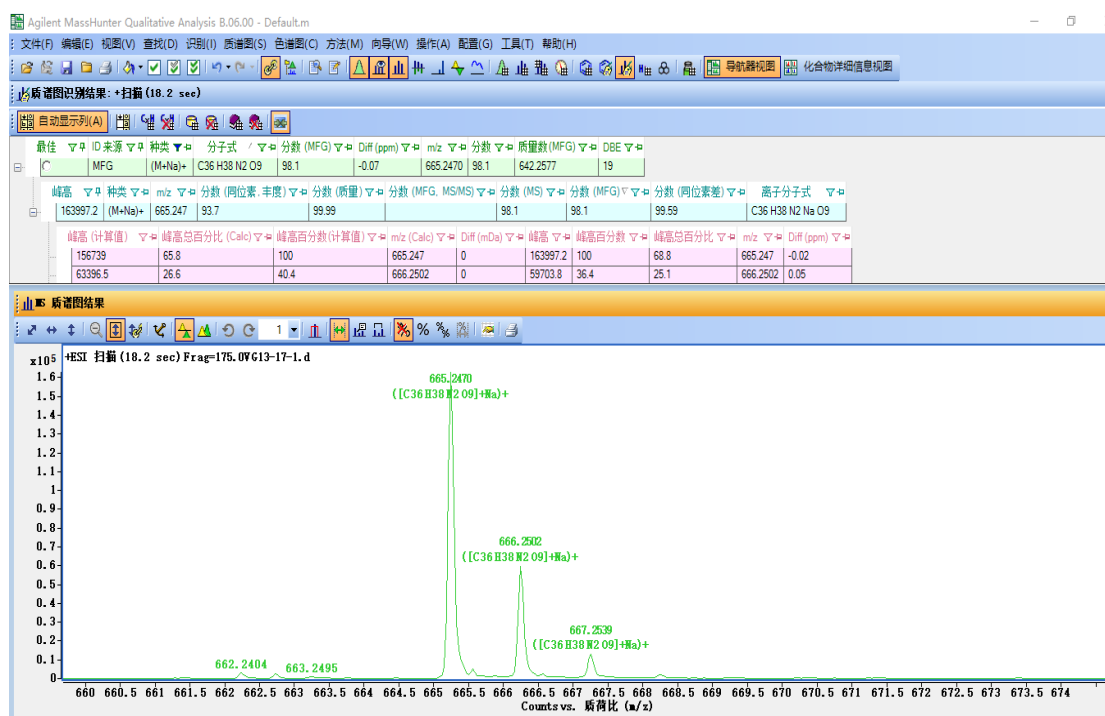 Agilent MassHunter Qualitative Analysis B.06.00 - Default.m
文件(F) 编辑(E) 视图(V) 查找(D) 识别(I) 质谱图(S) 色谱图(C) 方法(M) 向导(W) 操作(A) 配置(G) 工具(T) 帮助(H)
导航器视图 化合物详细信息视图
质谱图识别结果: +扫描(18.2 sec)
自动显示列(A)
最佳 ID 来源 种类 分子式 分数 (MFG) Diff (ppm) m/z 分数 质量数(MFG) DBE
MFG (M+Na)+ C36 H38 N2 O9 98.1 -0.07 665.2470 98.1 642.2577 19
峰高 种类 m/z 分数 (同位素.丰度) 分数 (质量) 分数 (MFG, MS/MS) 分数 (MS) 分数 (MFG) 分数 (同位素差) 离子分子式
163997.2 (M+Na)+ 665.247 93.7 99.99 98.1 98.1 99.59 C36 H38 N2 Na O9
峰高 (计算值) 峰高总百分比 (Calc) 峰高百分数(计算值) m/z (Calc) Diff (mDa) 峰高 峰高百分数 峰高总百分比 m/z Diff (ppm)
156739 65.8 100 665.247 0 163997.2 100 68.8 665.247 -0.02
63396.5 26.6 40.4 666.2502 0 59703.8 36.4 25.1 666.2502 0.05
MS 质谱图结果
1 % %
x10⁵ +ESI 扫描(18.2 sec)Frag=175.0VG13-17-1.d
1.6
1.5
1.4
1.3
1.2
1.1
1
0.9
0.8
0.7
0.6
0.5
0.4
0.3
0.2
0.1
0
665.2470
([C36 H38 N2 O9]+Na)+
666.2502
([C36 H38 N2 O9]+Na)+
667.2539
([C36 H38 N2 O9]+Na)+
662.2404 663.2495
660 660.5 661 661.5 662 662.5 663 663.5 664 664.5 665 665.5 666 666.5 667 667.5 668 668.5 669 669.5 670 670.5 671 671.5 672 672.5 673 673.5 674
Counts vs. 质荷比 (m/z)